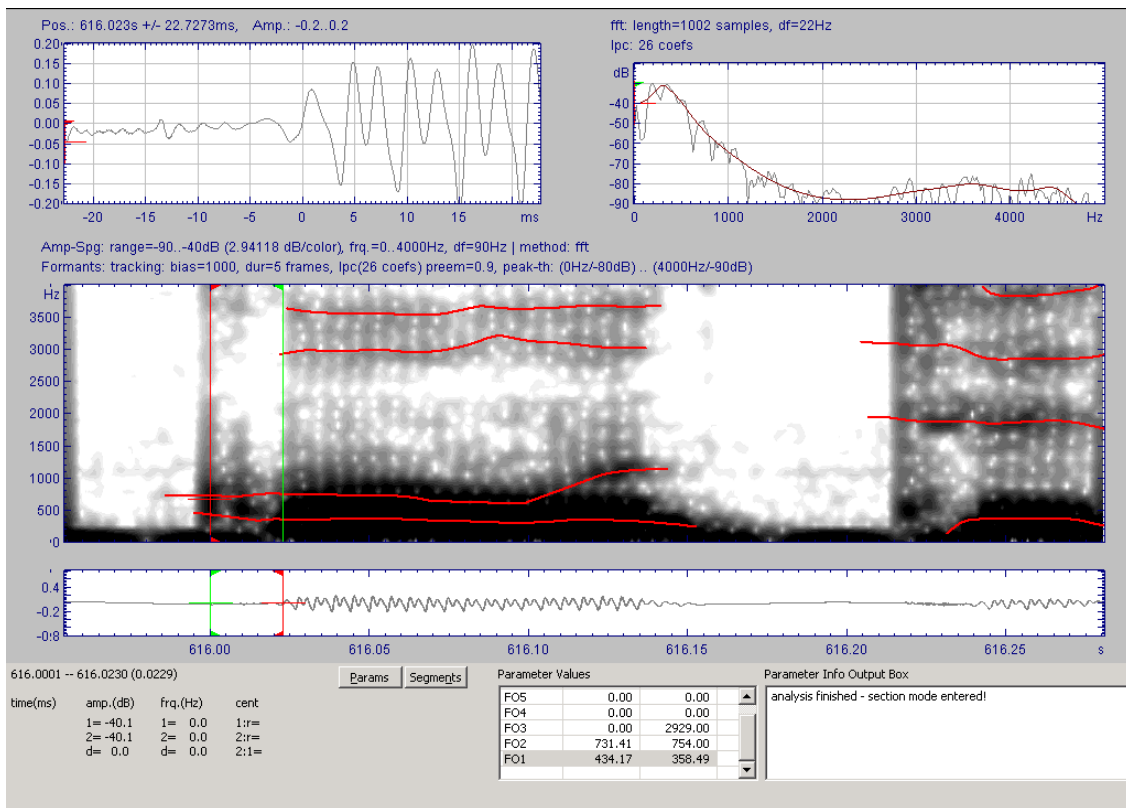 Pos.: 616.023s +/- 22.7273ms,  Amp.: -0.2..0.2
0.20
0.15
0.10
0.05
0.00
-0.05
-0.10
-0.15
-0.20
-20 -15 -10 -5 0 5 10 15 ms
fft: length=1002 samples, df=22Hz
lpc: 26 coefs
dB
-40
-50
-60
-70
-80
-90
0 1000 2000 3000 4000 Hz
Amp-Spg: range=-90..-40dB (2.94118 dB/color), frq.=0..4000Hz, df=90Hz | method: fft
Formants: tracking: bias=1000, dur=5 frames, lpc(26 coefs) preem=0.9, peak-th: (0Hz/-80dB) .. (4000Hz/-90dB)
Hz
3500
3000
2500
2000
1500
1000
500
0
0.4
-0.2
-0.8
616.00 616.05 616.10 616.15 616.20 616.25 s
616.0001 -- 616.0230 (0.0229)
Params Segments
time(ms) amp.(dB) frq.(Hz) cent
1= -40.1 1= 0.0 1:r=
2= -40.1 2= 0.0 2:r=
d= 0.0 d= 0.0 2:1=
Parameter Values
FO5 0.00 0.00
FO4 0.00 0.00
FO3 0.00 2929.00
FO2 731.41 754.00
FO1 434.17 358.49
Parameter Info Output Box
analysis finished - section mode entered!